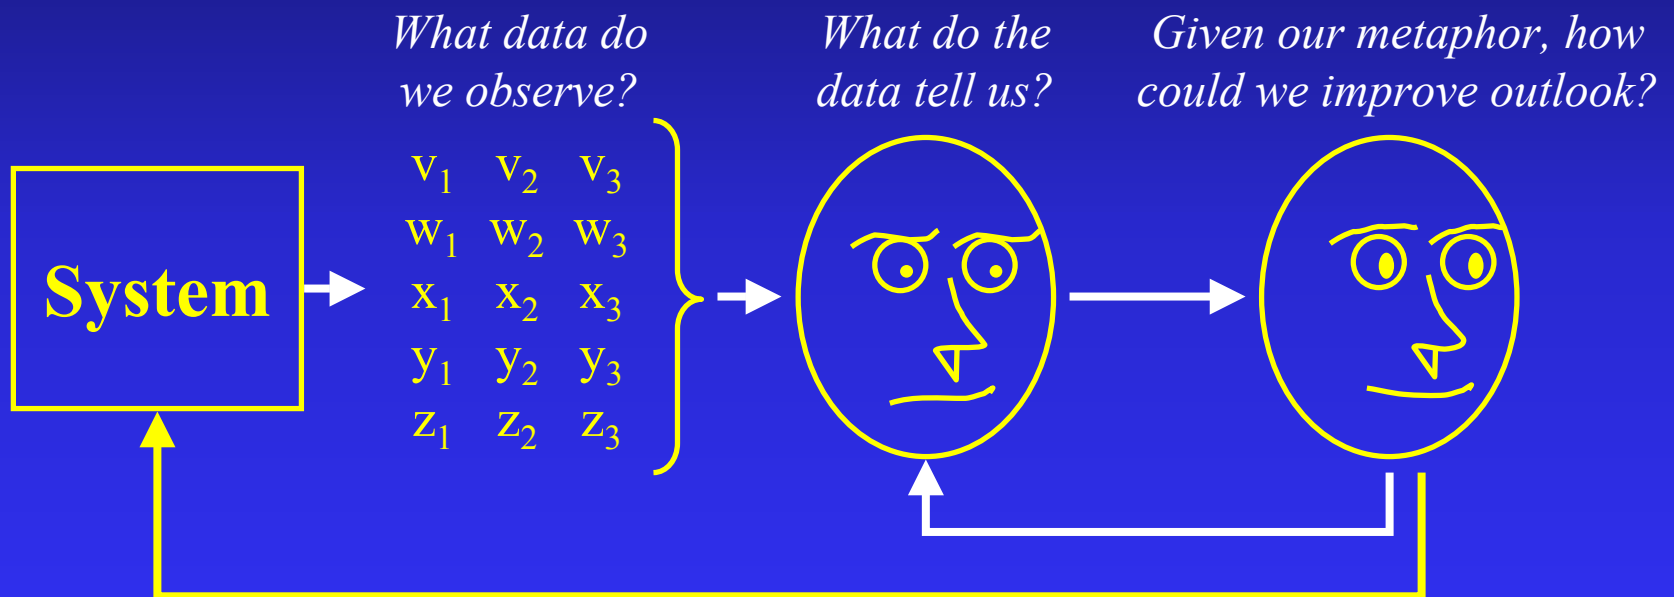 What data do
we observe?
What do the
data tell us?
Given our metaphor, how
could we improve outlook?
System
v₁ v₂ v₃
w₁ w₂ w₃
x₁ x₂ x₃
y₁ y₂ y₃
z₁ z₂ z₃